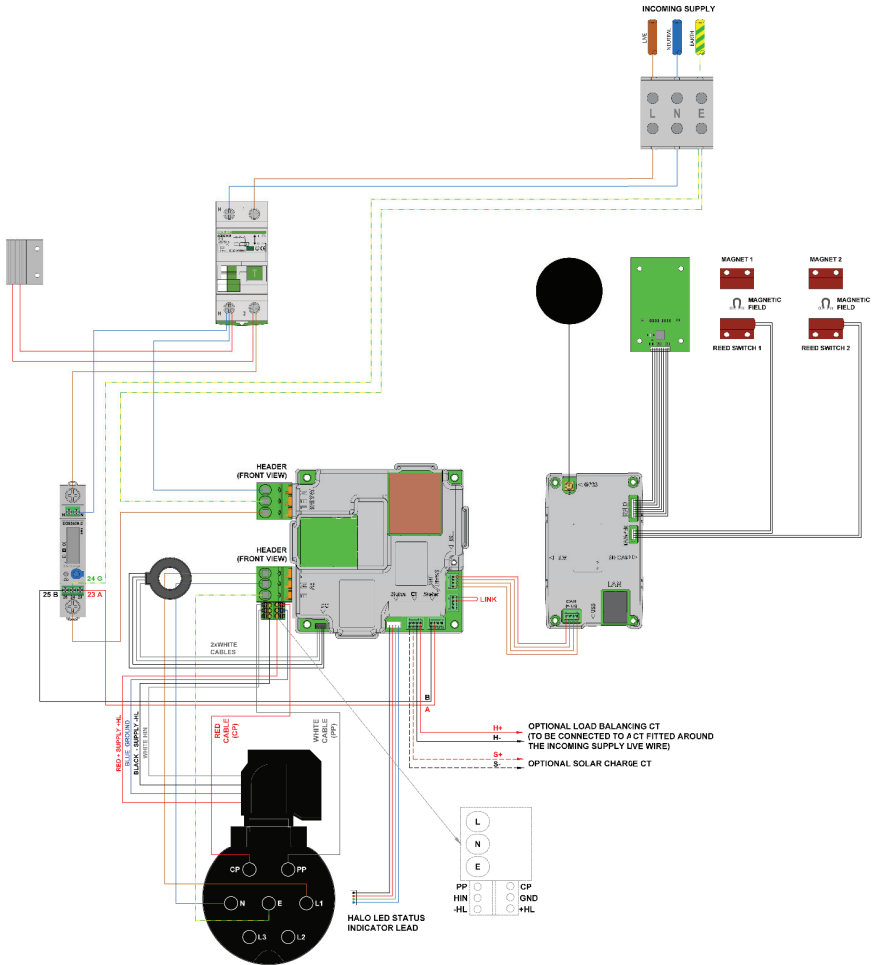 INCOMING SUPPLY
LIVE
NEUTRAL
EARTH
L N E
N
T
N 2
MAGNET 1
MAGNET 2
MAGNETIC
FIELD
MAGNETIC
FIELD
REED SWITCH 1
REED SWITCH 2
HEADER
(FRONT VIEW)
HEADER
(FRONT VIEW)
24 G
25 B
23 A
LINK
LAN
CT
2xWHITE
CABLES
B
A
RED + SUPPLY +HL
BLUE GROUND
BLACK - SUPPLY -HL
WHITE HIN
RED
CABLE
(CP)
WHITE
CABLE
(PP)
H+
H-
OPTIONAL LOAD BALANCING CT
(TO BE CONNECTED TO A CT FITTED AROUND
THE INCOMING SUPPLY LIVE WIRE)
S+
S-
OPTIONAL SOLAR CHARGE CT
L
N
E
PP CP
HIN GND
-HL +HL
CP PP
N E L1
L3 L2
HALO LED STATUS
INDICATOR LEAD